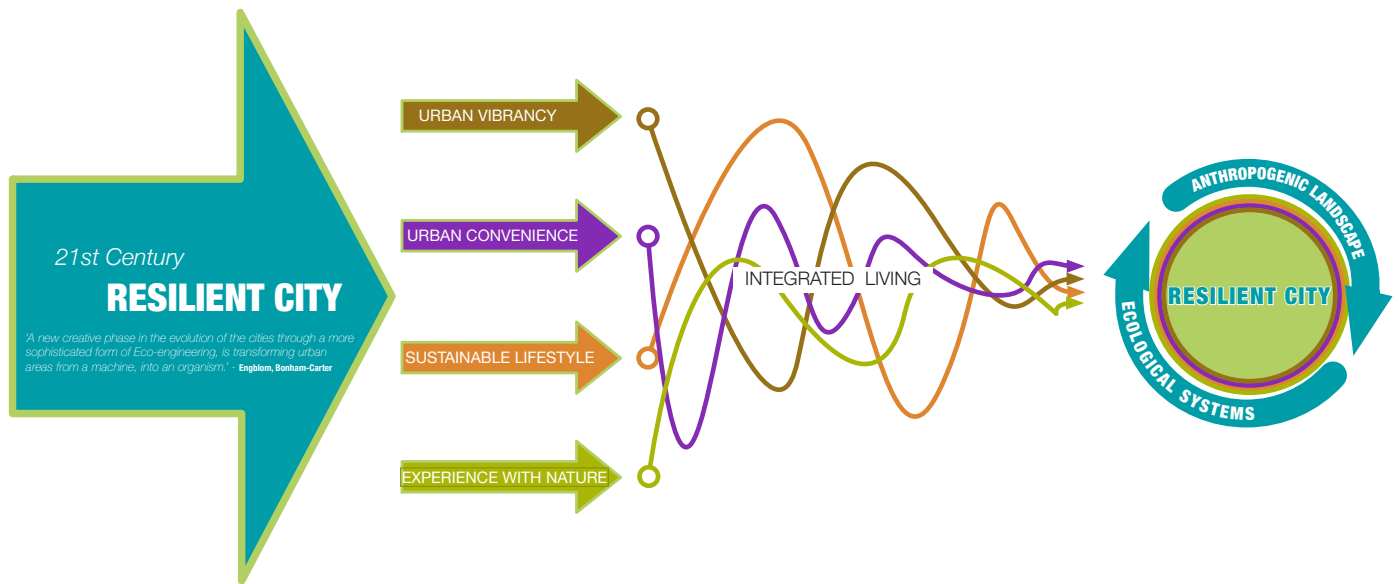 21st Century
RESILIENT CITY
'A new creative phase in the evolution of the cities through a more
sophisticated form of Eco-engineering, is transforming urban
areas from a machine, into an organism.' - Engblom, Bonham-Carter
URBAN VIBRANCY
URBAN CONVENIENCE
SUSTAINABLE LIFESTYLE
EXPERIENCE WITH NATURE
INTEGRATED LIVING
ANTHROPOGENIC LANDSCAPE
RESILIENT CITY
ECOLOGICAL SYSTEMS